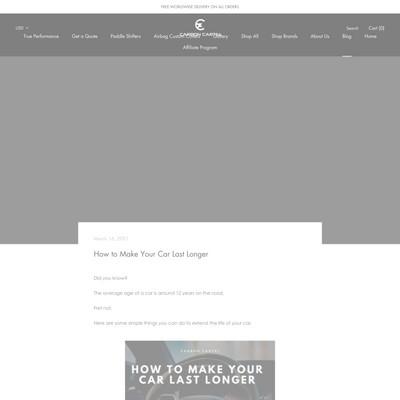 FREE WORLDWIDE DELIVERY ON ALL ORDERS
USD
CARBON CARTEL
Search
Cart (0)
True Performance
Get a Quote
Paddle Shifters
Airbag Custom Covers
Gallery
Shop All
Shop Brands
About Us
Blog
Home
Affiliate Program
How to Make Your Car Last Longer
Did you know?
The average age of a car is around 12 years on the road.
Fret not.
Here are some simple things you can do to extend the life of your car.
CARBON CARTEL
HOW TO MAKE YOUR
CAR LAST LONGER